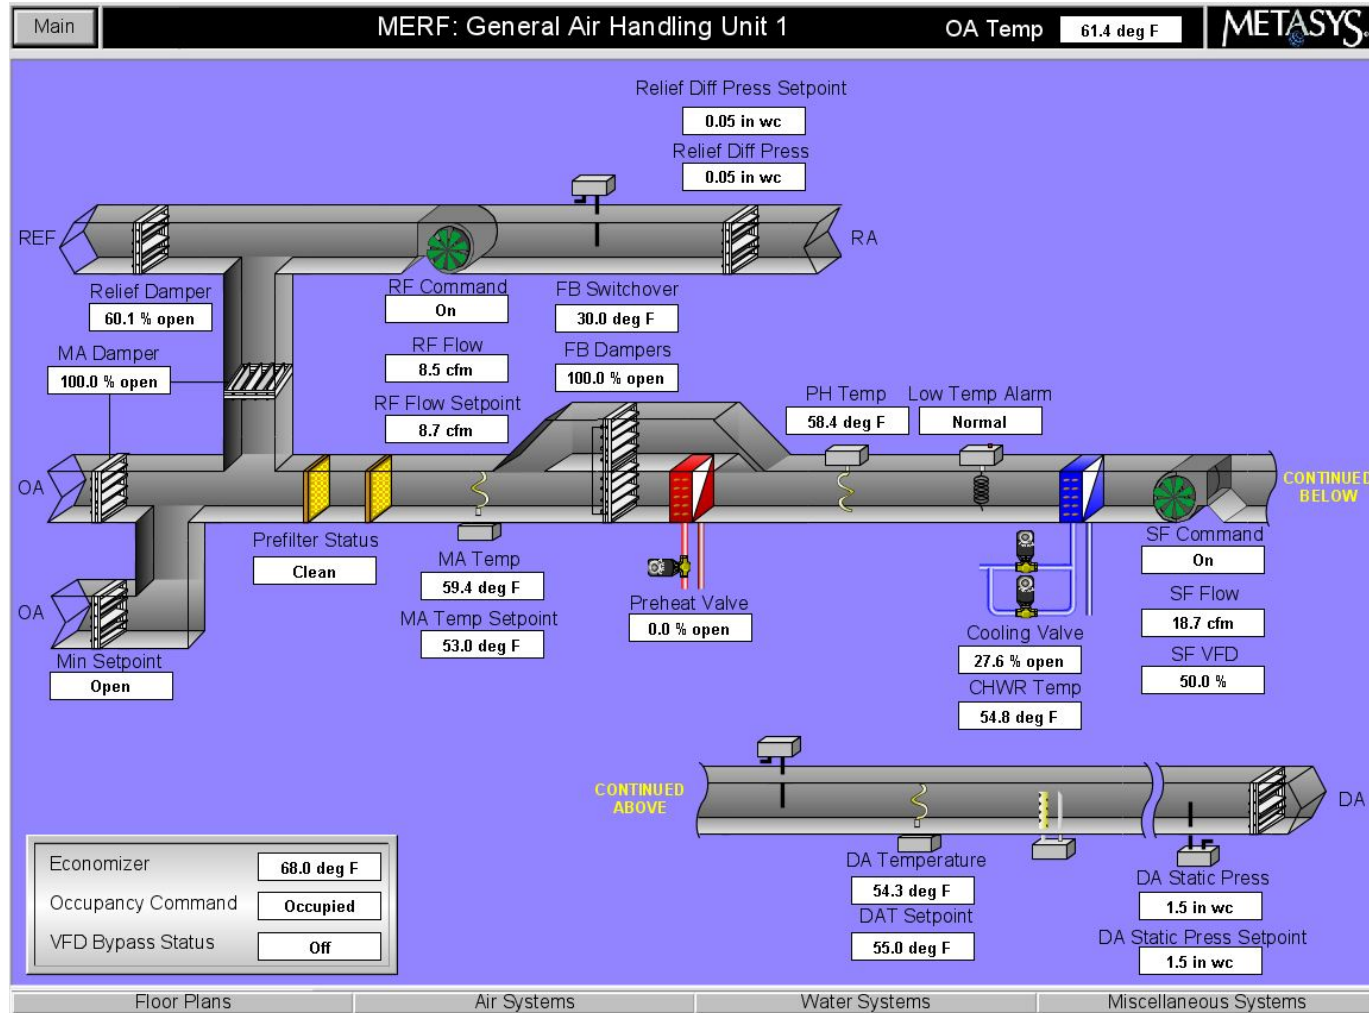 Main
MERF: General Air Handling Unit 1
OA Temp
61.4 deg F
METASYS
Relief Diff Press Setpoint
0.05 in wc
Relief Diff Press
0.05 in wc
REF
RA
Relief Damper
60.1 % open
RF Command
On
FB Switchover
30.0 deg F
MA Damper
100.0 % open
RF Flow
8.5 cfm
FB Dampers
100.0 % open
RF Flow Setpoint
8.7 cfm
PH Temp
58.4 deg F
Low Temp Alarm
Normal
OA
CONTINUED
BELOW
Prefilter Status
Clean
MA Temp
59.4 deg F
MA Temp Setpoint
53.0 deg F
Preheat Valve
0.0 % open
SF Command
On
SF Flow
18.7 cfm
SF VFD
50.0 %
OA
Min Setpoint
Open
Cooling Valve
27.6 % open
CHWR Temp
54.8 deg F
CONTINUED
ABOVE
DA
DA Temperature
54.3 deg F
DAT Setpoint
55.0 deg F
DA Static Press
1.5 in wc
DA Static Press Setpoint
1.5 in wc
Economizer
68.0 deg F
Occupancy Command
Occupied
VFD Bypass Status
Off
Floor Plans
Air Systems
Water Systems
Miscellaneous Systems